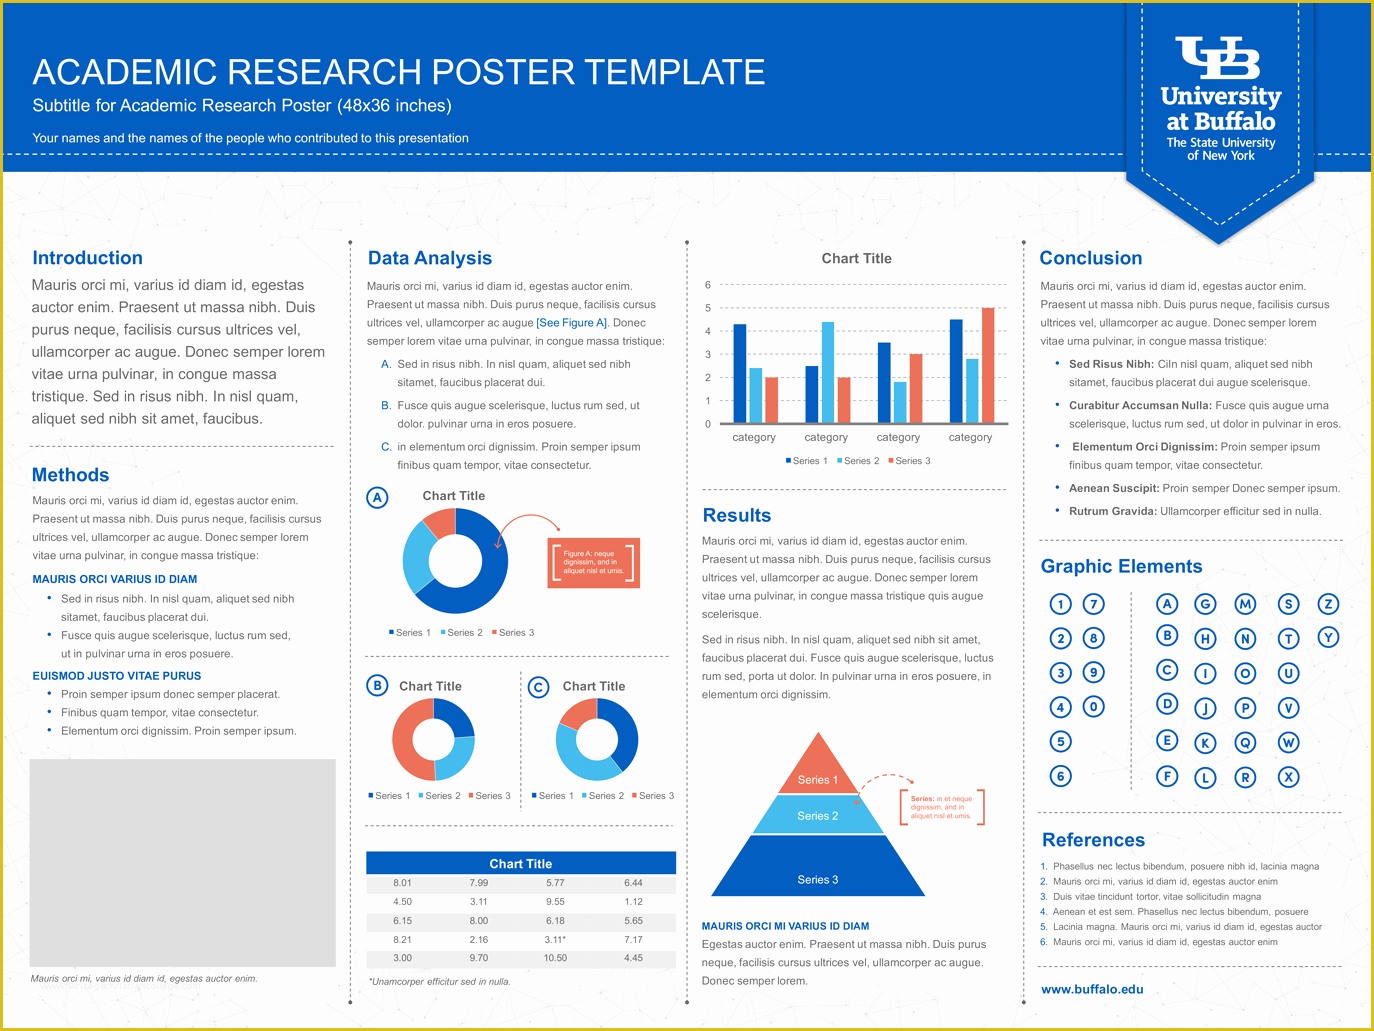 ACADEMIC RESEARCH POSTER TEMPLATE
Subtitle for Academic Research Poster (48x36 inches)
Your names and the names of the people who contributed to this presentation
UB
University
at Buffalo
The State University
of New York
Introduction
Mauris orci mi, varius id diam id, egestas
auctor enim. Praesent ut massa nibh. Duis
purus neque, facilisis cursus ultrices vel,
ullamcorper ac augue. Donec semper lorem
vitae urna pulvinar, in congue massa
tristique. Sed in risus nibh. In nisl quam,
aliquet sed nibh sit amet, faucibus.
Methods
Mauris orci mi, varius id diam id, egestas auctor enim.
Praesent ut massa nibh. Duis purus neque, facilisis cursus
ultrices vel, ullamcorper ac augue. Donec semper lorem
vitae urna pulvinar, in congue massa tristique:
MAURIS ORCI VARIUS ID DIAM
• Sed in risus nibh. In nisl quam, aliquet sed nibh
sitamet, faucibus placerat dui.
• Fusce quis augue scelerisque, luctus rum sed,
ut in pulvinar urna in eros posuere.
EUISMOD JUSTO VITAE PURUS
• Proin semper ipsum donec semper placerat.
• Finibus quam tempor, vitae consectetur.
• Elementum orci dignissim. Proin semper ipsum.
Mauris orci mi, varius id diam id, egestas auctor enim.
Data Analysis
Mauris orci mi, varius id diam id, egestas auctor enim.
Praesent ut massa nibh. Duis purus neque, facilisis cursus
ultrices vel, ullamcorper ac augue [See Figure A]. Donec
semper lorem vitae urna pulvinar, in congue massa tristique:
A. Sed in risus nibh. In nisl quam, aliquet sed nibh
sitamet, faucibus placerat dui.
B. Fusce quis augue scelerisque, luctus rum sed, ut
dolor. pulvinar urna in eros posuere.
C. in elementum orci dignissim. Proin semper ipsum
finibus quam tempor, vitae consectetur.
A Chart Title
Figure A: neque
dignissim, and in
aliquet nisl et urnis.
Series 1 Series 2 Series 3
B Chart Title
Series 1 Series 2 Series 3
C Chart Title
Series 1 Series 2 Series 3
Chart Title
8.01 7.99 5.77 6.44
4.50 3.11 9.55 1.12
6.15 8.00 6.18 5.65
8.21 2.16 3.11* 7.17
3.00 9.70 10.50 4.45
*Unamcorper efficitur sed in nulla.
Chart Title
6
5
4
3
2
1
0
category category category category
Series 1 Series 2 Series 3
Results
Mauris orci mi, varius id diam id, egestas auctor enim.
Praesent ut massa nibh. Duis purus neque, facilisis cursus
ultrices vel, ullamcorper ac augue. Donec semper lorem
vitae urna pulvinar, in congue massa tristique quis augue
scelerisque.
Sed in risus nibh. In nisl quam, aliquet sed nibh sit amet,
faucibus placerat dui. Fusce quis augue scelerisque, luctus
rum sed, porta ut dolor. In pulvinar urna in eros posuere, in
elementum orci dignissim.
Series 1
Series 2
Series 3
Series: in et neque
dignissim, and in
aliquet nisl et urnis.
MAURIS ORCI MI VARIUS ID DIAM
Egestas auctor enim. Praesent ut massa nibh. Duis purus
neque, facilisis cursus ultrices vel, ullamcorper ac augue.
Donec semper lorem.
Conclusion
Mauris orci mi, varius id diam id, egestas auctor enim.
Praesent ut massa nibh. Duis purus neque, facilisis cursus
ultrices vel, ullamcorper ac augue. Donec semper lorem
vitae urna pulvinar, in congue massa tristique:
• Sed Risus Nibh: CiIn nisl quam, aliquet sed nibh
sitamet, faucibus placerat dui augue scelerisque.
• Curabitur Accumsan Nulla: Fusce quis augue urna
scelerisque, luctus rum sed, ut dolor in pulvinar in eros.
• Elementum Orci Dignissim: Proin semper ipsum
finibus quam tempor, vitae consectetur.
• Aenean Suscipit: Proin semper Donec semper ipsum.
• Rutrum Gravida: Ullamcorper efficitur sed in nulla.
Graphic Elements
1 7 A G M S Z
2 8 B H N T Y
3 9 C I O U
4 0 D J P V
5 E K Q W
6 F L R X
References
1. Phasellus nec lectus bibendum, posuere nibh id, lacinia magna
2. Mauris orci mi, varius id diam id, egestas auctor enim
3. Duis vitae tincidunt tortor, vitae sollicitudin magna
4. Aenean et est sem. Phasellus nec lectus bibendum, posuere
5. Lacinia magna. Mauris orci mi, varius id diam id, egestas auctor
6. Mauris orci mi, varius id diam id, egestas auctor enim
www.buffalo.edu